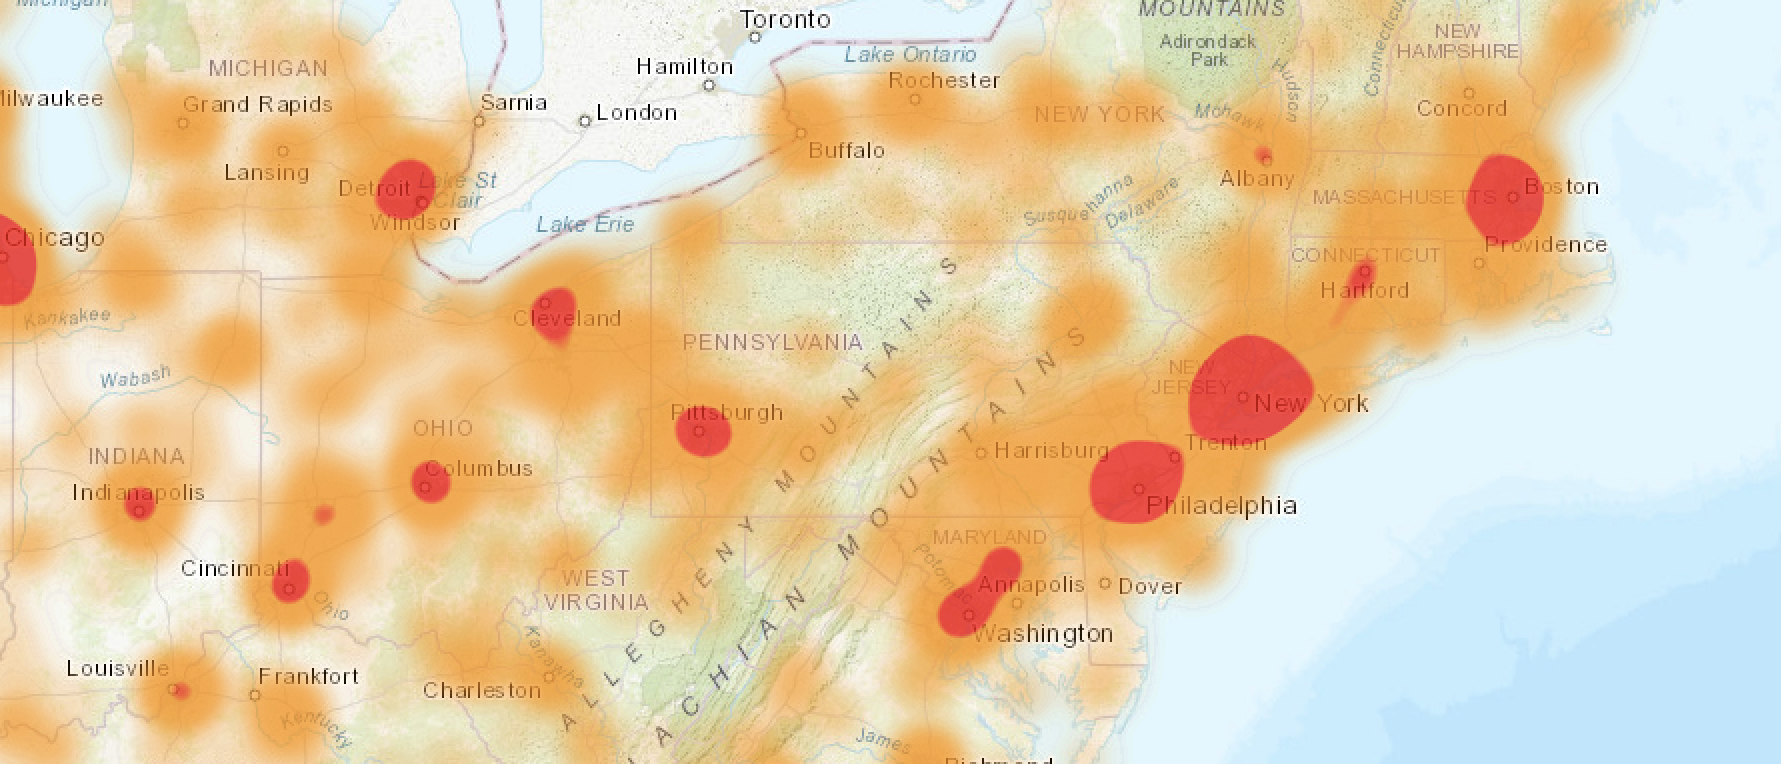 Michigan
Toronto
MOUNTAINS
Adirondack
Park
Connecticut
NEW
HAMPSHIRE
Lake Ontario
Hamilton
MICHIGAN
Rochester
Hudson
Milwaukee
Grand Rapids
Sarnia
London
NEW YORK
Mohawk
Concord
Buffalo
Lansing
Detroit
Lake St
Clair
Albany
Boston
MASSACHUSETTS
Susquehanna
Delaware
Windsor
Lake Erie
Chicago
Providence
CONNECTICUT
Hartford
Kankakee
Cleveland
PENNSYLVANIA
Wabash
NEW
JERSEY
New York
Pittsburgh
OHIO
Harrisburg
Trenton
INDIANA
Columbus
Indianapolis
Philadelphia
MARYLAND
Potomac
Cincinnati
Ohio
WEST
VIRGINIA
Annapolis
Dover
Washington
Kanawha
Louisville
Frankfort
Charleston
Kentucky
ALLEGHENY MOUNTAINS
ACHIAN MOUNTAINS
James
Richmond